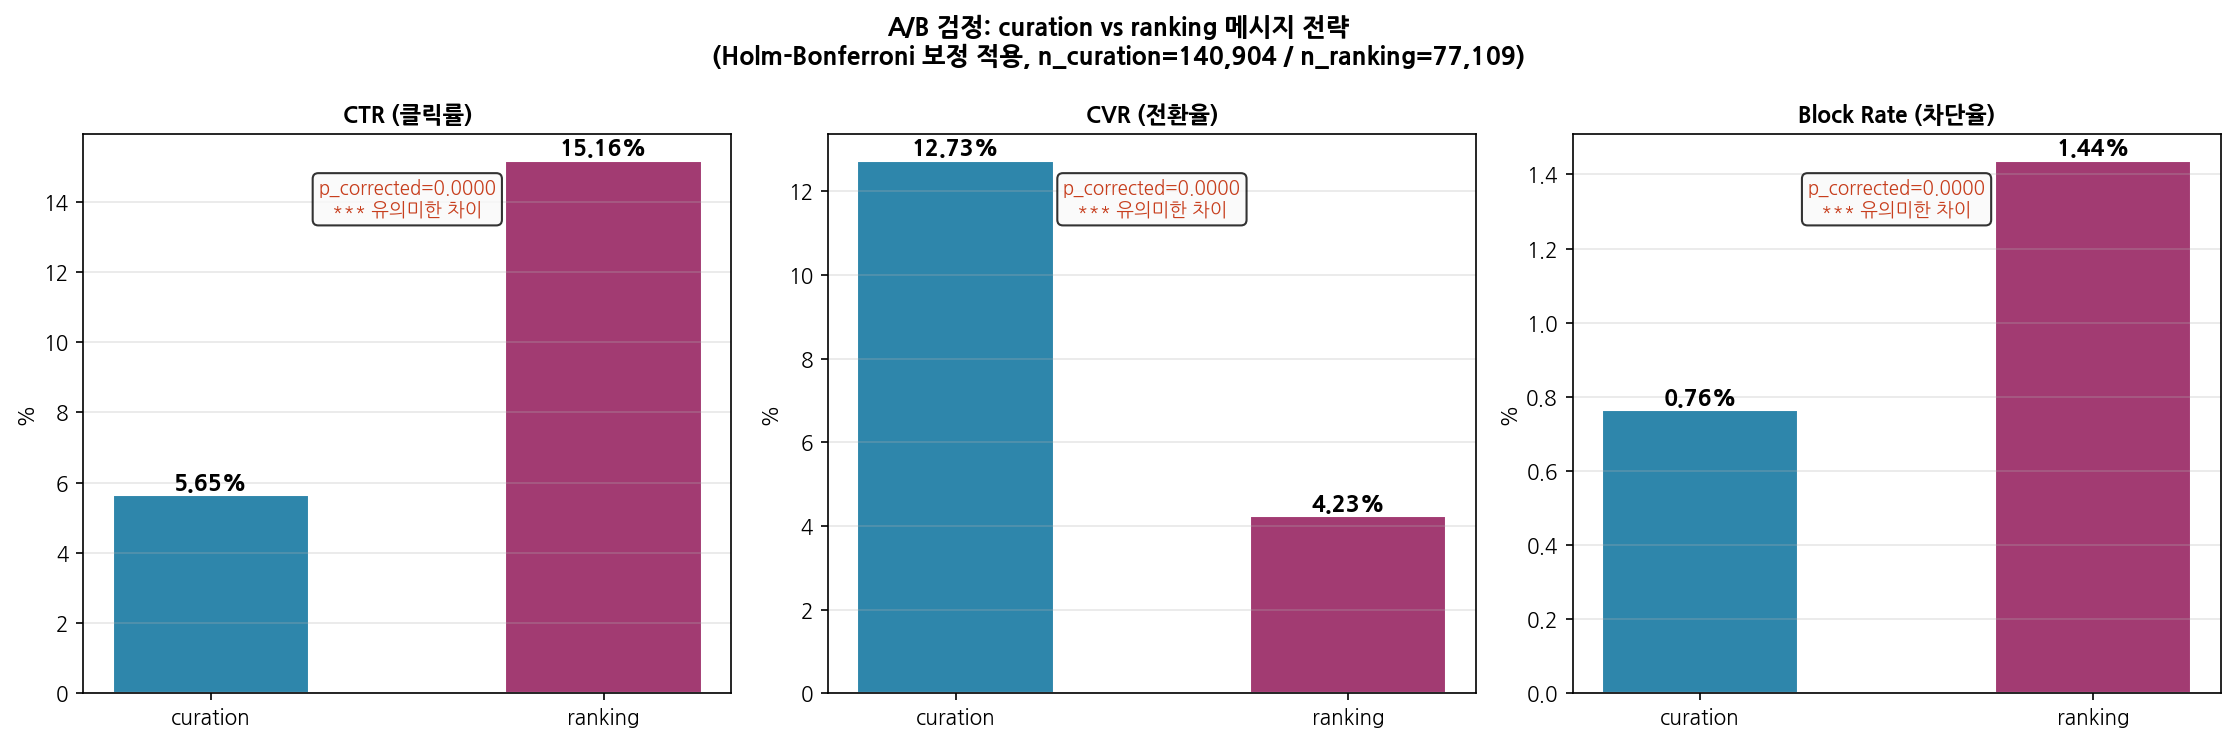 A/B 검정: curation vs ranking 메시지 전략
(Holm-Bonferroni 보정 적용, n_curation=140,904 / n_ranking=77,109)
CTR (클릭률)
15.16%
p_corrected=0.0000
*** 유의미한 차이
5.65%
14
12
10
8
6
4
2
0
%
curation
ranking
CVR (전환율)
12.73%
p_corrected=0.0000
*** 유의미한 차이
4.23%
12
10
8
6
4
2
0
%
curation
ranking
Block Rate (차단율)
1.44%
p_corrected=0.0000
*** 유의미한 차이
0.76%
1.4
1.2
1.0
0.8
0.6
0.4
0.2
0.0
%
curation
ranking